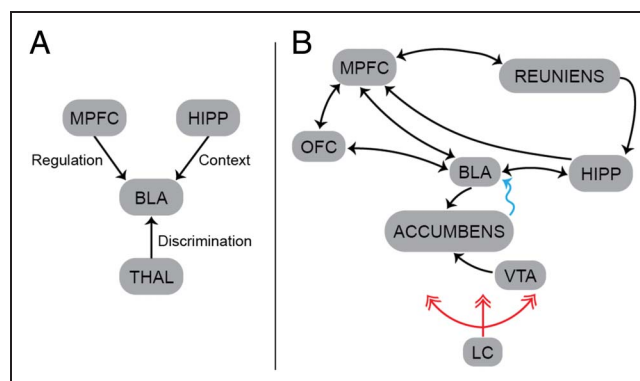 A
MPFC
HIPP
Regulation
Context
BLA
Discrimination
THAL
B
MPFC
REUNIENS
OFC
BLA
HIPP
ACCUMBENS
VTA
LC